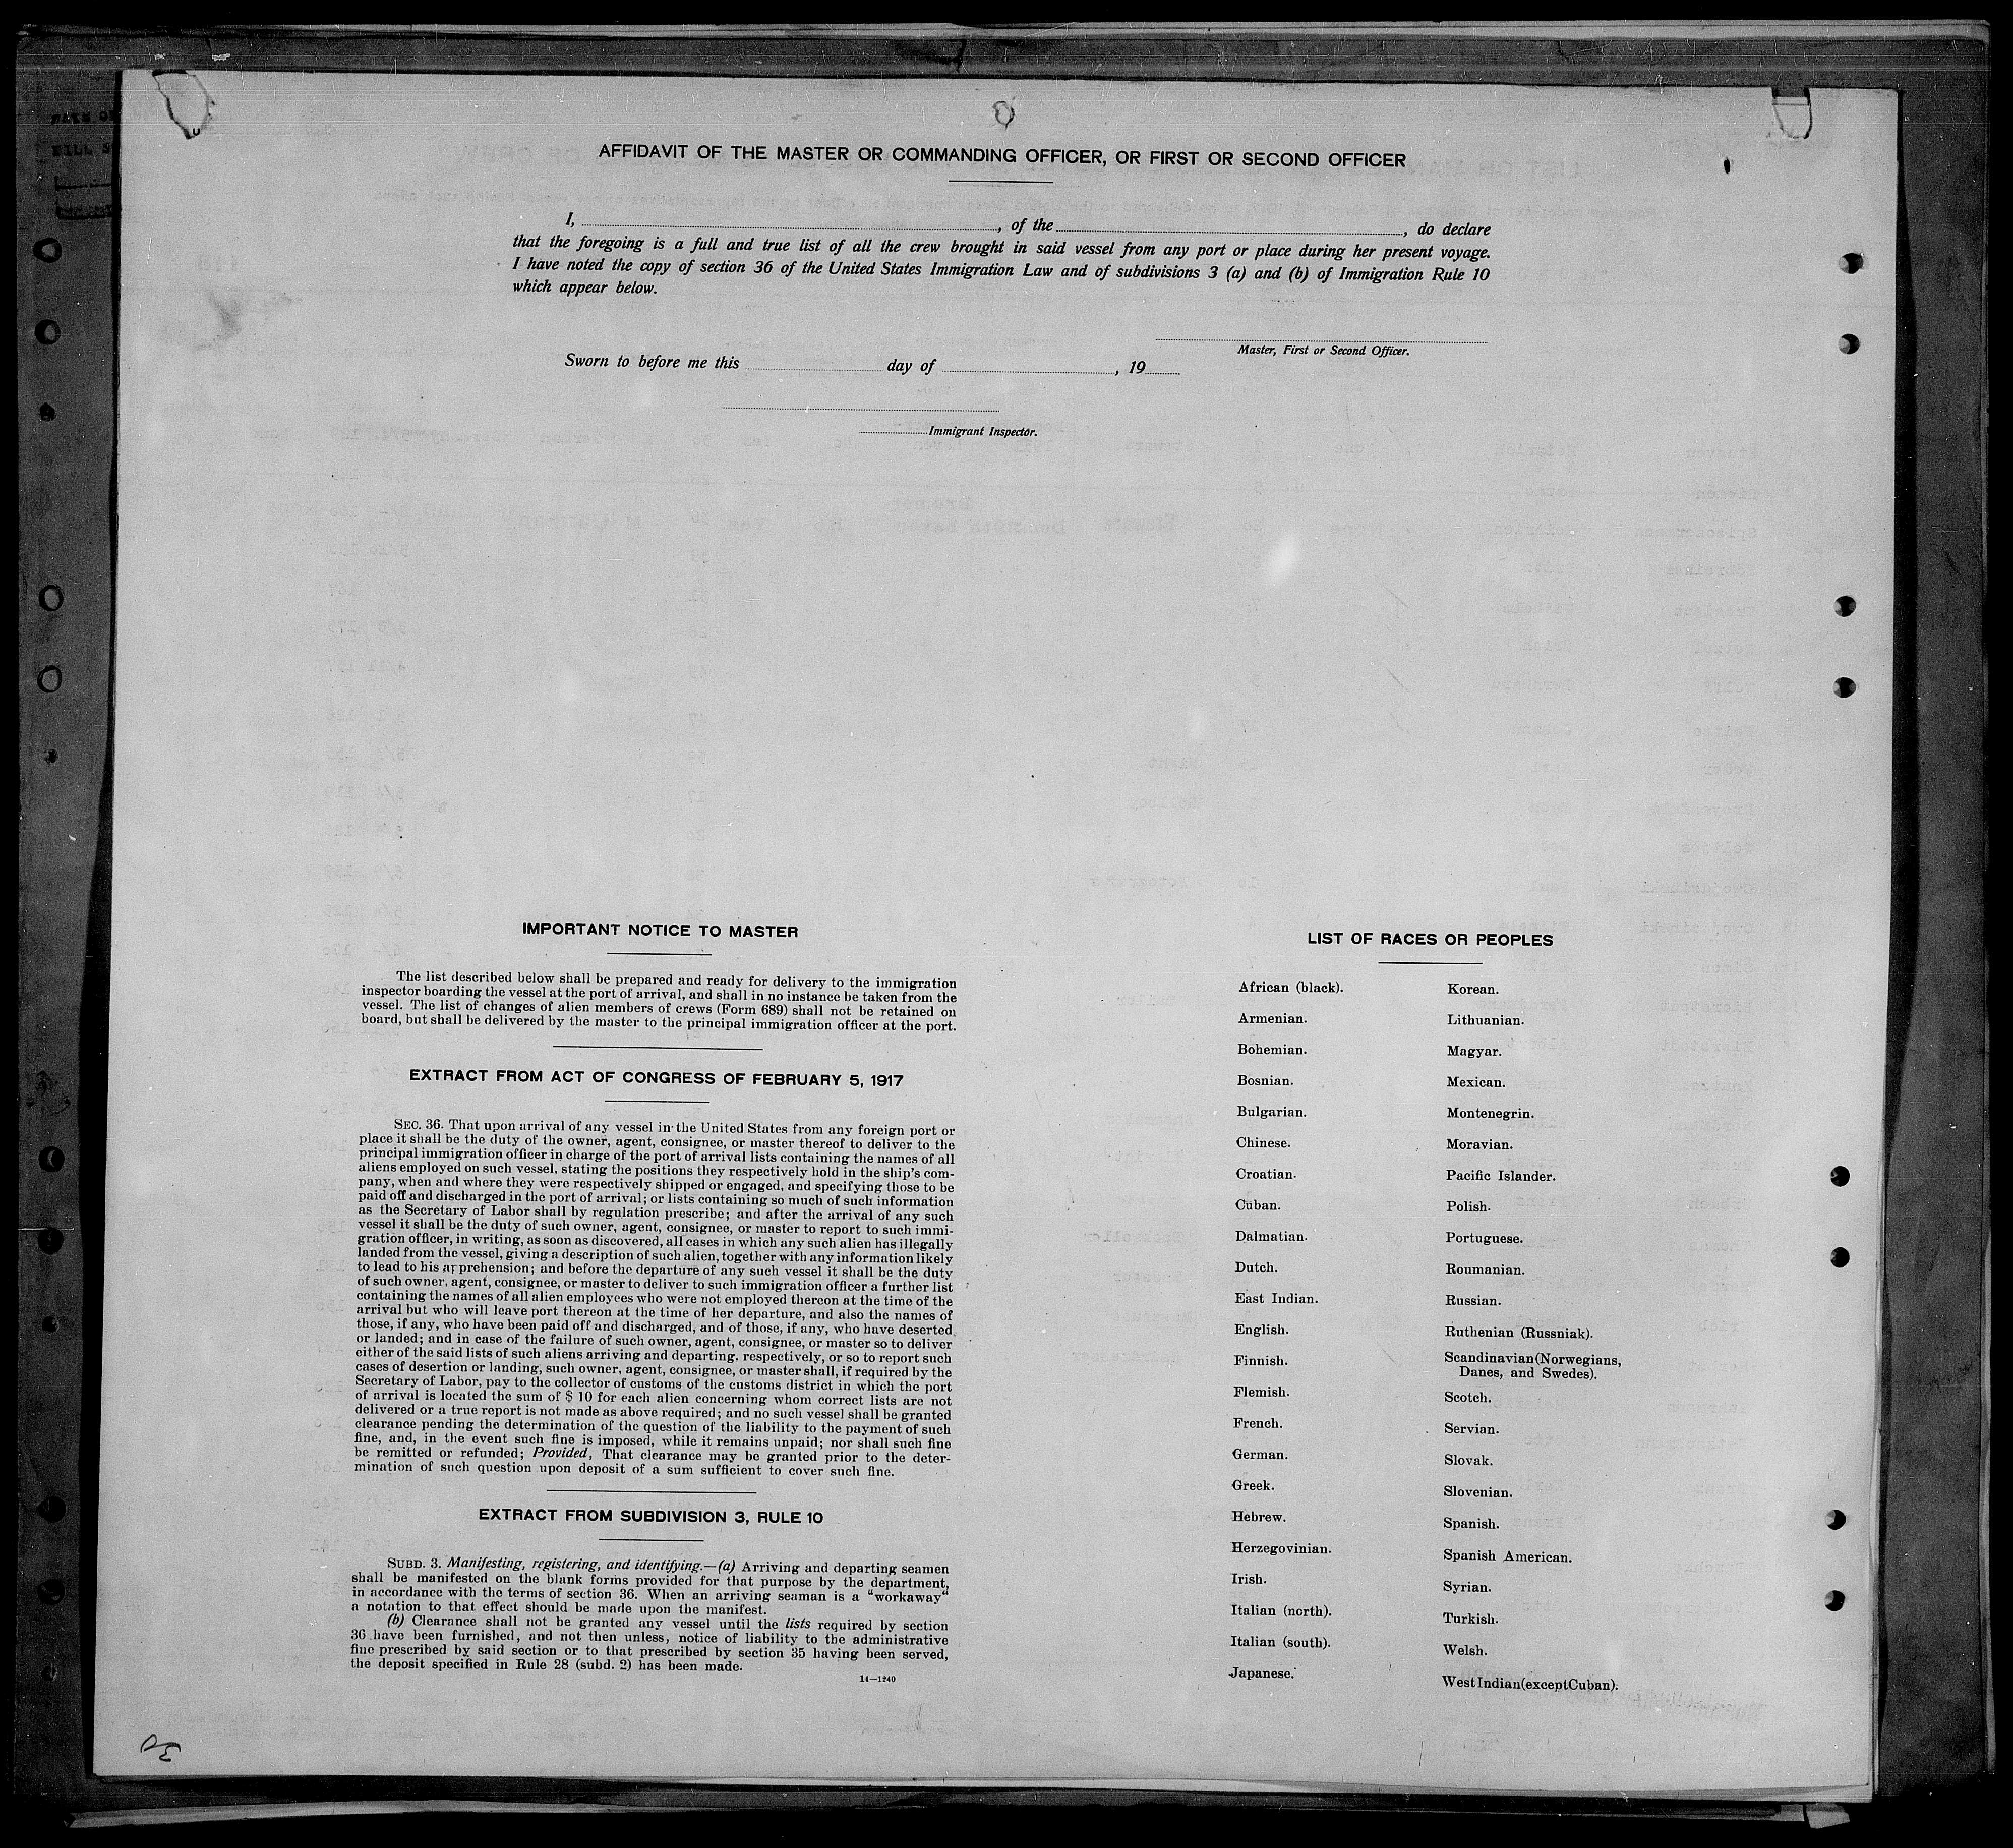 AFFIDAVIT OF THE MASTER OR COMMANDING OFFICER, OR FIRST OR SECOND OFFICER
I, , of the , do declare
that the foregoing is a full and true list of all the crew brought in said vessel from any port or place during her present voyage.
I have noted the copy of section 36 of the United States Immigration Law and of subdivisions 3 (a) and (b) of Immigration Rule 10
which appear below.
Master, First or Second Officer.
Sworn to before me this day of , 19
Immigrant Inspector.
IMPORTANT NOTICE TO MASTER
The list described below shall be prepared and ready for delivery to the immigration
inspector boarding the vessel at the port of arrival, and shall in no instance be taken from the
vessel. The list of changes of alien members of crews (Form 689) shall not be retained on
board, but shall be delivered by the master to the principal immigration officer at the port.
EXTRACT FROM ACT OF CONGRESS OF FEBRUARY 5, 1917
SEC. 36. That upon arrival of any vessel in the United States from any foreign port or
place it shall be the duty of the owner, agent, consignee, or master thereof to deliver to the
principal immigration officer in charge of the port of arrival lists containing the names of all
aliens employed on such vessel, stating the positions they respectively hold in the ship's com-
pany, when and where they were respectively shipped or engaged, and specifying those to be
paid off and discharged in the port of arrival; or lists containing so much of such information
as the Secretary of Labor shall by regulation prescribe; and after the arrival of any such
vessel it shall be the duty of such owner, agent, consignee, or master to report to such immi-
gration officer, in writing, as soon as discovered, all cases in which any such alien has illegally
landed from the vessel, giving a description of such alien, together with any information likely
to lead to his apprehension; and before the departure of any such vessel it shall be the duty
of such owner, agent, consignee, or master to deliver to such immigration officer a further list
containing the names of all alien employees who were not employed thereon at the time of the
arrival but who will leave port thereon at the time of her departure, and also the names of
those, if any, who have been paid off and discharged, and of those, if any, who have deserted
or landed; and in case of the failure of such owner, agent, consignee, or master so to deliver
either of the said lists of such aliens arriving and departing, respectively, or so to report such
cases of desertion or landing, such owner, agent, consignee, or master shall, if required by the
Secretary of Labor, pay to the collector of customs of the customs district in which the port
of arrival is located the sum of $ 10 for each alien concerning whom correct lists are not
delivered or a true report is not made as above required; and no such vessel shall be granted
clearance pending the determination of the question of the liability to the payment of such
fine, and, in the event such fine is imposed, while it remains unpaid; nor shall such fine
be remitted or refunded; Provided, That clearance may be granted prior to the deter-
mination of such question upon deposit of a sum sufficient to cover such fine.
EXTRACT FROM SUBDIVISION 3, RULE 10
SUBD. 3. Manifesting, registering, and identifying.—(a) Arriving and departing seamen
shall be manifested on the blank forms provided for that purpose by the department,
in accordance with the terms of section 36. When an arriving seaman is a "workaway"
a notation to that effect should be made upon the manifest.
(b) Clearance shall not be granted any vessel until the lists required by section
36 have been furnished, and not then unless, notice of liability to the administrative
fine prescribed by said section or to that prescribed by section 35 having been served,
the deposit specified in Rule 28 (subd. 2) has been made.
14—1240
LIST OF RACES OR PEOPLES
African (black).
Armenian.
Bohemian.
Bosnian.
Bulgarian.
Chinese.
Croatian.
Cuban.
Dalmatian.
Dutch.
East Indian.
English.
Finnish.
Flemish.
French.
German.
Greek.
Hebrew.
Herzegovinian.
Irish.
Italian (north).
Italian (south).
Japanese.
Korean.
Lithuanian.
Magyar.
Mexican.
Montenegrin.
Moravian.
Pacific Islander.
Polish.
Portuguese.
Roumanian.
Russian.
Ruthenian (Russniak).
Scandinavian (Norwegians,
Danes, and Swedes).
Scotch.
Servian.
Slovak.
Slovenian.
Spanish.
Spanish American.
Syrian.
Turkish.
Welsh.
West Indian (except Cuban).